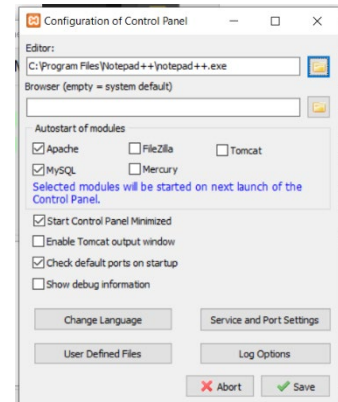 Configuration of Control Panel
Editor:
C:\Program Files\Notepad++\notepad++.exe
Browser (empty = system default)
Autostart of modules
Apache FileZilla Tomcat
MySQL Mercury
Selected modules will be started on next launch of the
Control Panel.
Start Control Panel Minimized
Enable Tomcat output window
Check default ports on startup
Show debug information
Change Language Service and Port Settings
User Defined Files Log Options
Abort Save